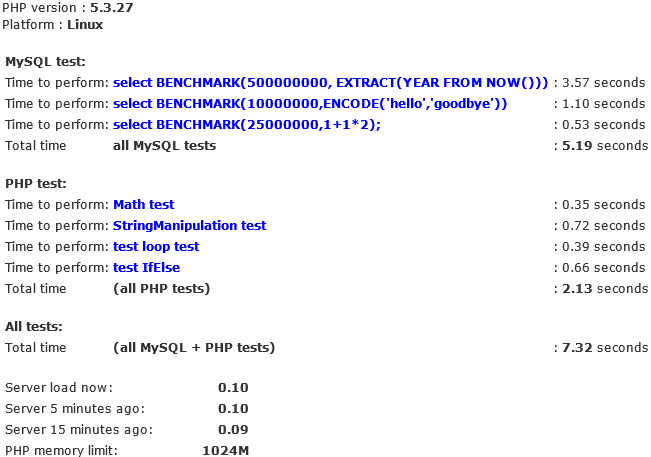 PHP version : 5.3.27
Platform : Linux
MySQL test:
Time to perform: select BENCHMARK(500000000, EXTRACT(YEAR FROM NOW())) : 3.57 seconds
Time to perform: select BENCHMARK(10000000,ENCODE('hello','goodbye')) : 1.10 seconds
Time to perform: select BENCHMARK(25000000,1+1*2); : 0.53 seconds
Total time all MySQL tests : 5.19 seconds
PHP test:
Time to perform: Math test : 0.35 seconds
Time to perform: StringManipulation test : 0.72 seconds
Time to perform: test loop test : 0.39 seconds
Time to perform: test IfElse : 0.66 seconds
Total time (all PHP tests) : 2.13 seconds
All tests:
Total time (all MySQL + PHP tests) : 7.32 seconds
Server load now: 0.10
Server 5 minutes ago: 0.10
Server 15 minutes ago: 0.09
PHP memory limit: 1024M